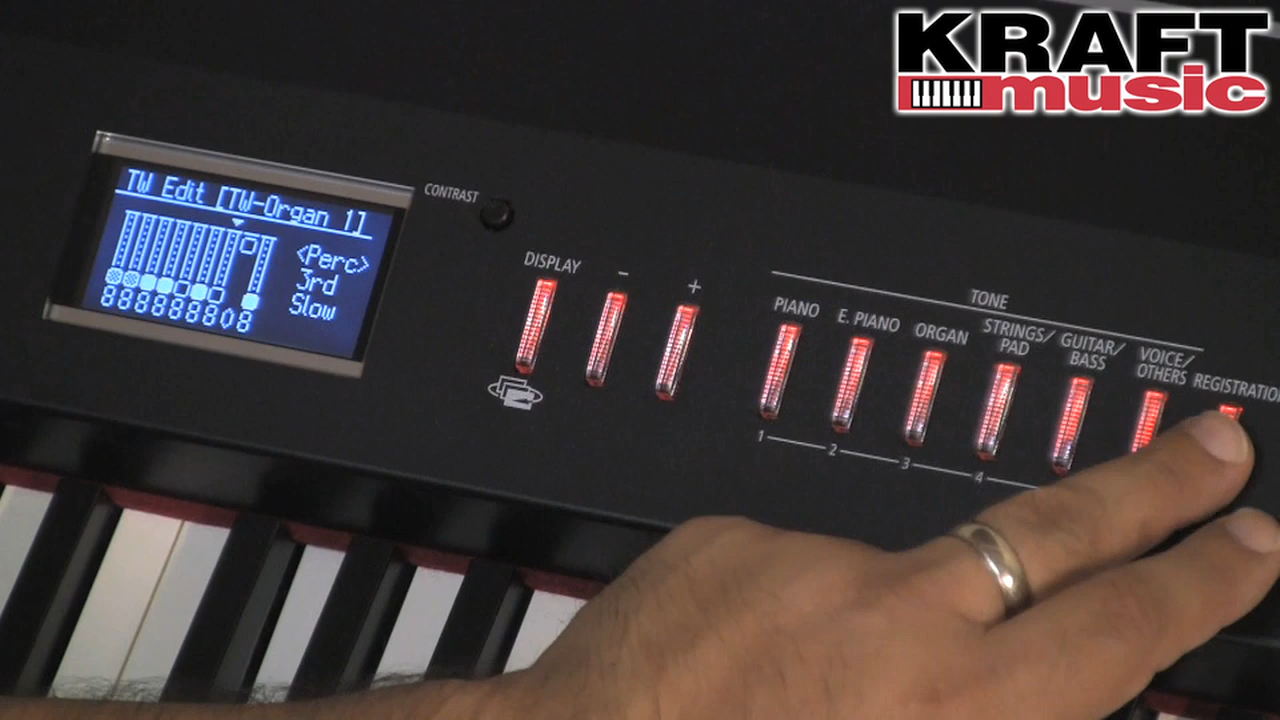 KRAFT
music
TW Edit [TW-Organ 1]
<Perc>
3rd
Slow
88888808
CONTRAST
DISPLAY
-
+
TONE
PIANO
E. PIANO
ORGAN
STRINGS/
PAD
GUITAR/
BASS
VOICE/
OTHERS
REGISTRATION
1
2
3
4